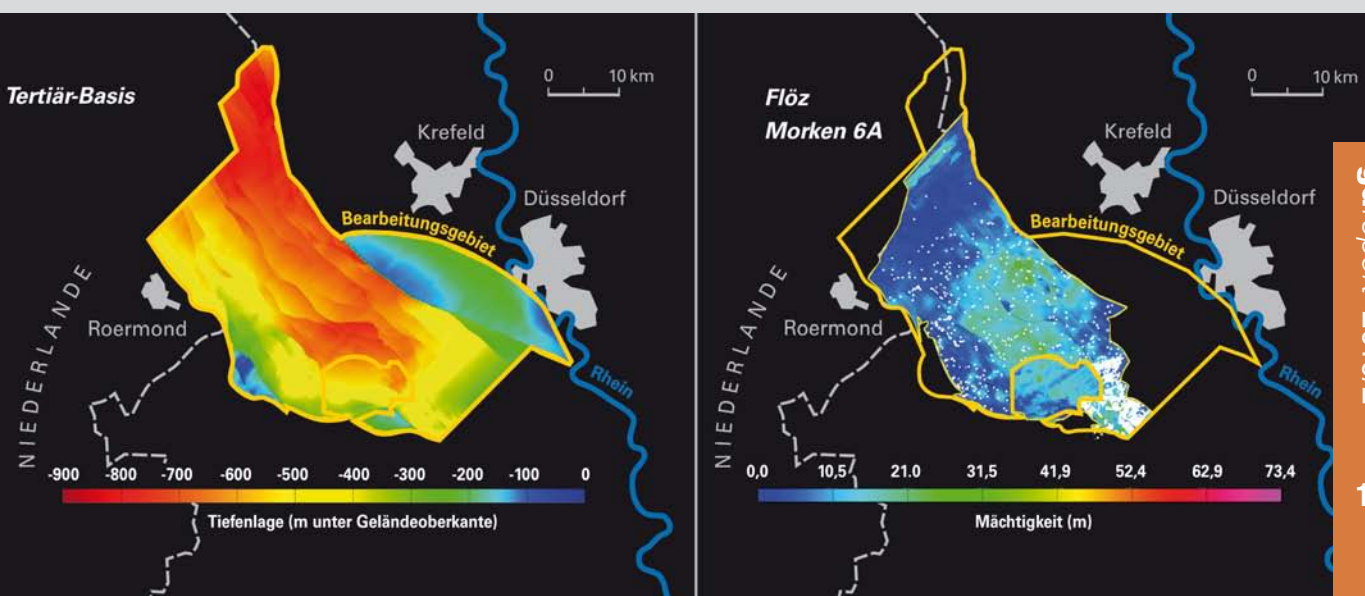 Tertiär-Basis
0 10 km
Krefeld
Düsseldorf
Bearbeitungsgebiet
NIEDERLANDE
Roermond
Rhein
-900 -800 -700 -600 -500 -400 -300 -200 -100 0
Tiefenlage (m unter Geländeoberkante)
Flöz
Morken 6A
0 10 km
Krefeld
Düsseldorf
Bearbeitungsgebiet
NIEDERLANDE
Roermond
Rhein
0,0 10,5 21.0 31,5 41,9 52,4 62,9 73,4
Mächtigkeit (m)